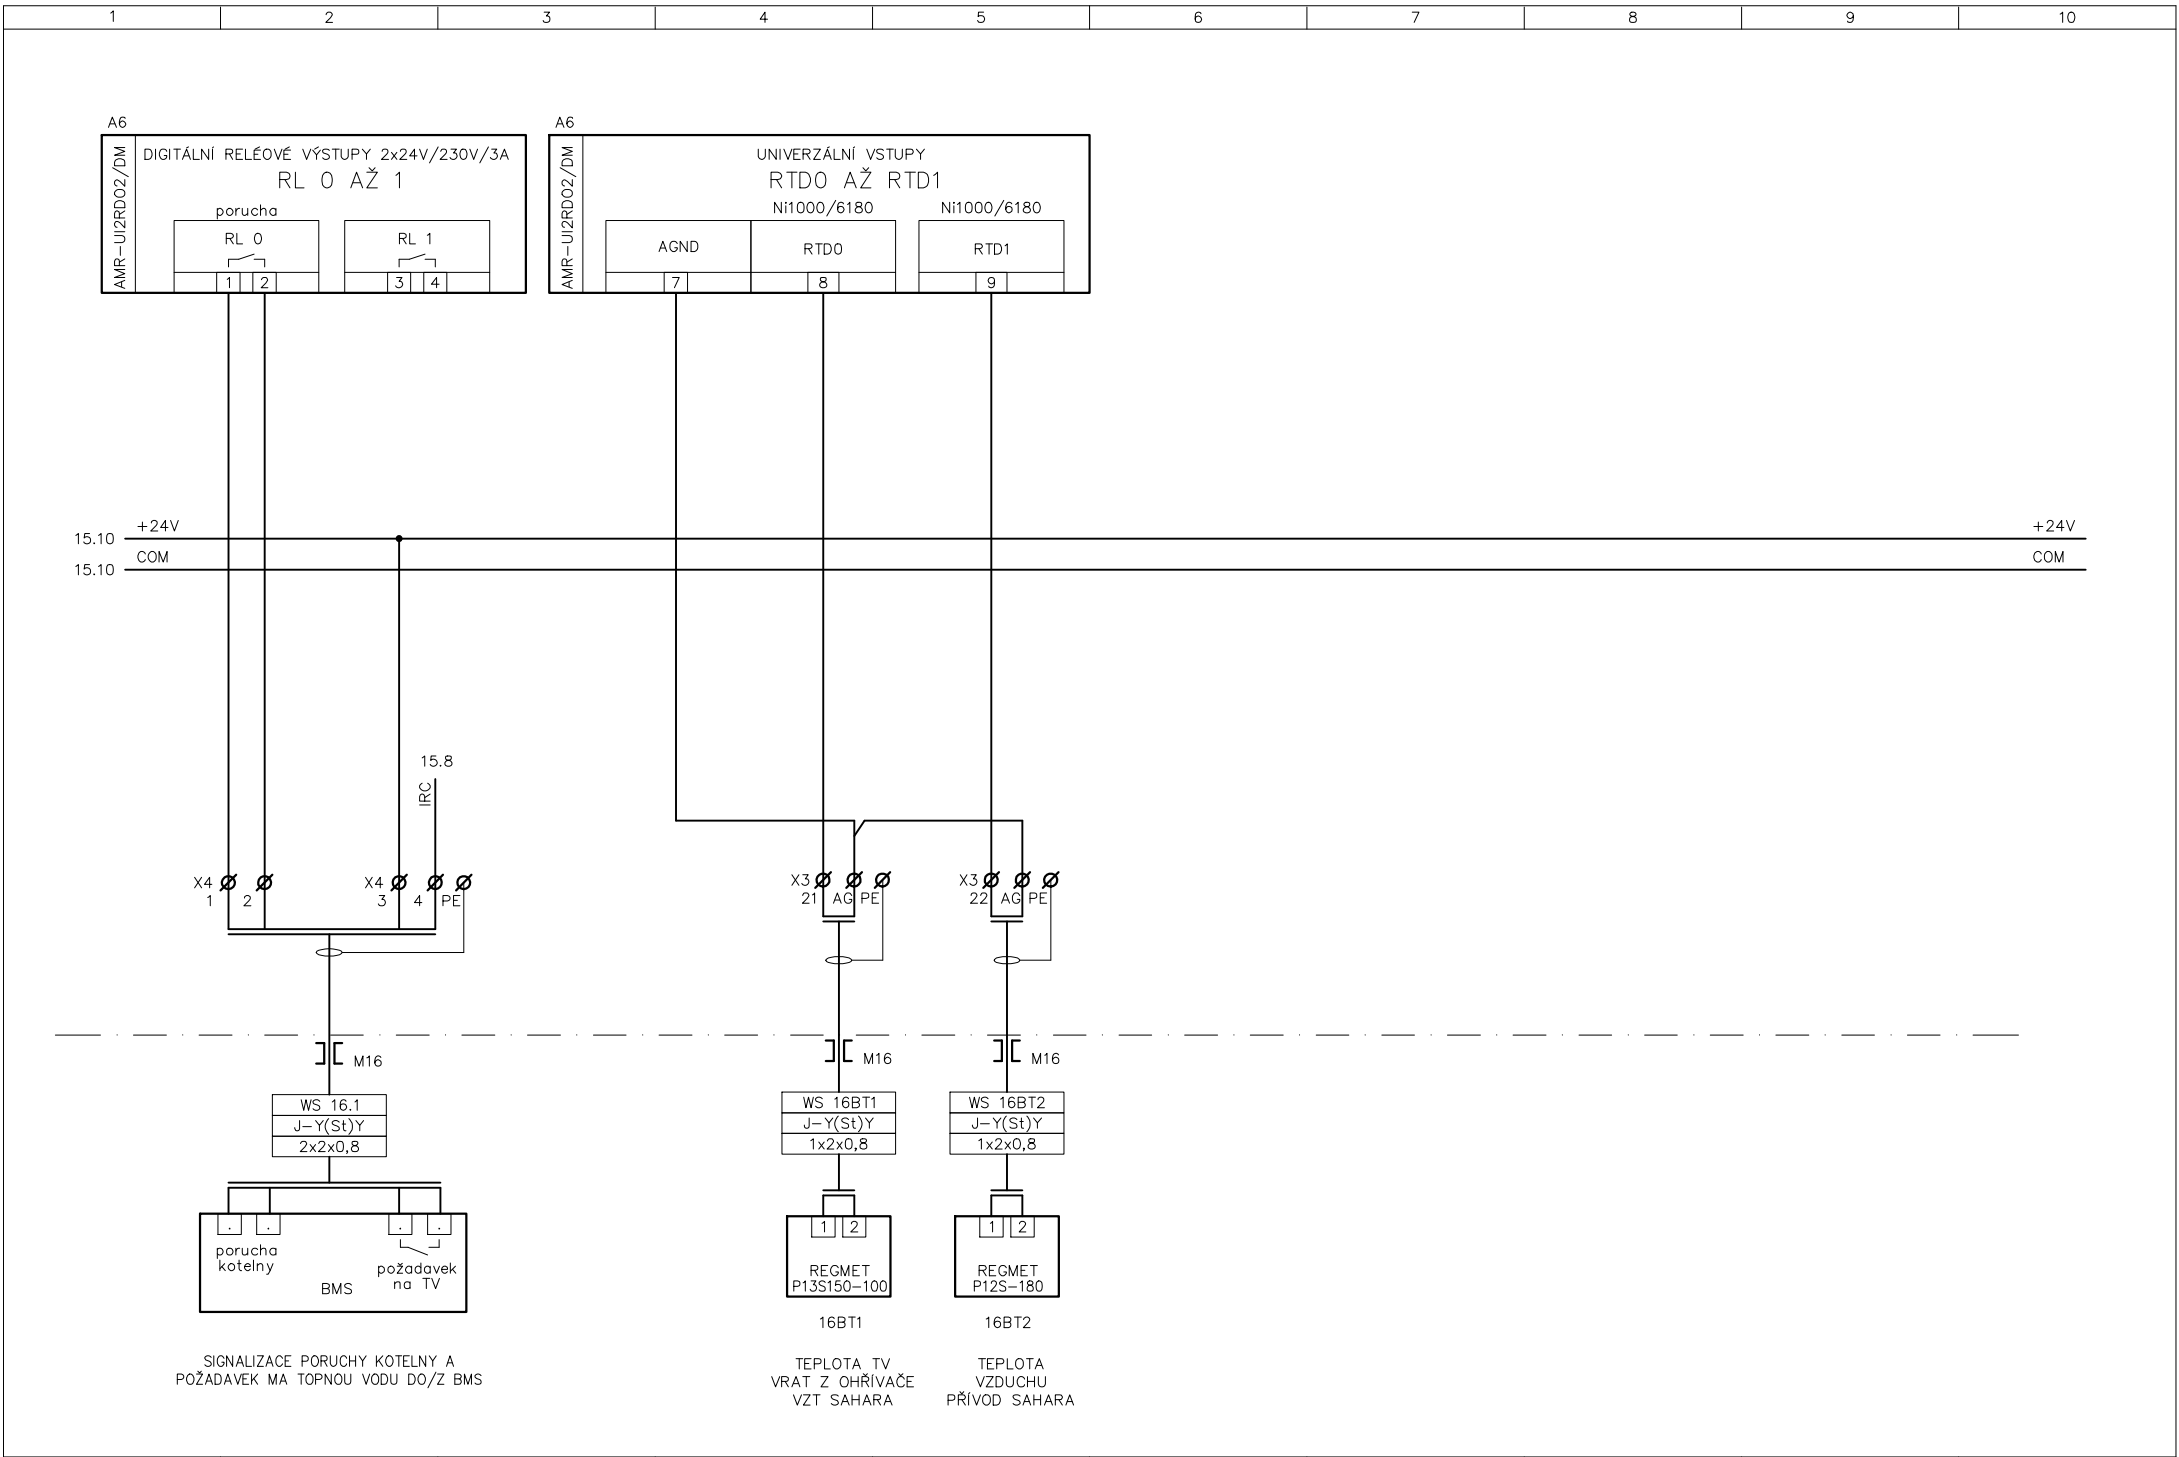 1 2 3 4 5 6 7 8 9 10
A6
AMR-UI2RDO2/DM
DIGITÁLNÍ RELÉOVÉ VÝSTUPY 2x24V/230V/3A
RL 0 AŽ 1
porucha
RL 0
RL 1
1 2 3 4
A6
AMR-UI2RDO2/DM
UNIVERZÁLNÍ VSTUPY
RTD0 AŽ RTD1
Ni1000/6180 Ni1000/6180
AGND RTD0 RTD1
7 8 9
+24V +24V
15.10
COM COM
15.10
15.8
IRC
X4 X4
1 2 3 4 PE
X3 X3
21 AG PE 22 AG PE
M16 M16 M16
WS 16.1
J-Y(St)Y
2x2x0,8
WS 16BT1
J-Y(St)Y
1x2x0,8
WS 16BT2
J-Y(St)Y
1x2x0,8
. . . .
porucha
kotelny
požadavek
na TV
BMS
1 2
REGMET
P13S150-100
1 2
REGMET
P12S-180
16BT1
16BT2
SIGNALIZACE PORUCHY KOTELNY A
POŽADAVEK MA TOPNOU VODU DO/Z BMS
TEPLOTA TV
VRAT Z OHŘÍVAČE
VZT SAHARA
TEPLOTA
VZDUCHU
PŘÍVOD SAHARA